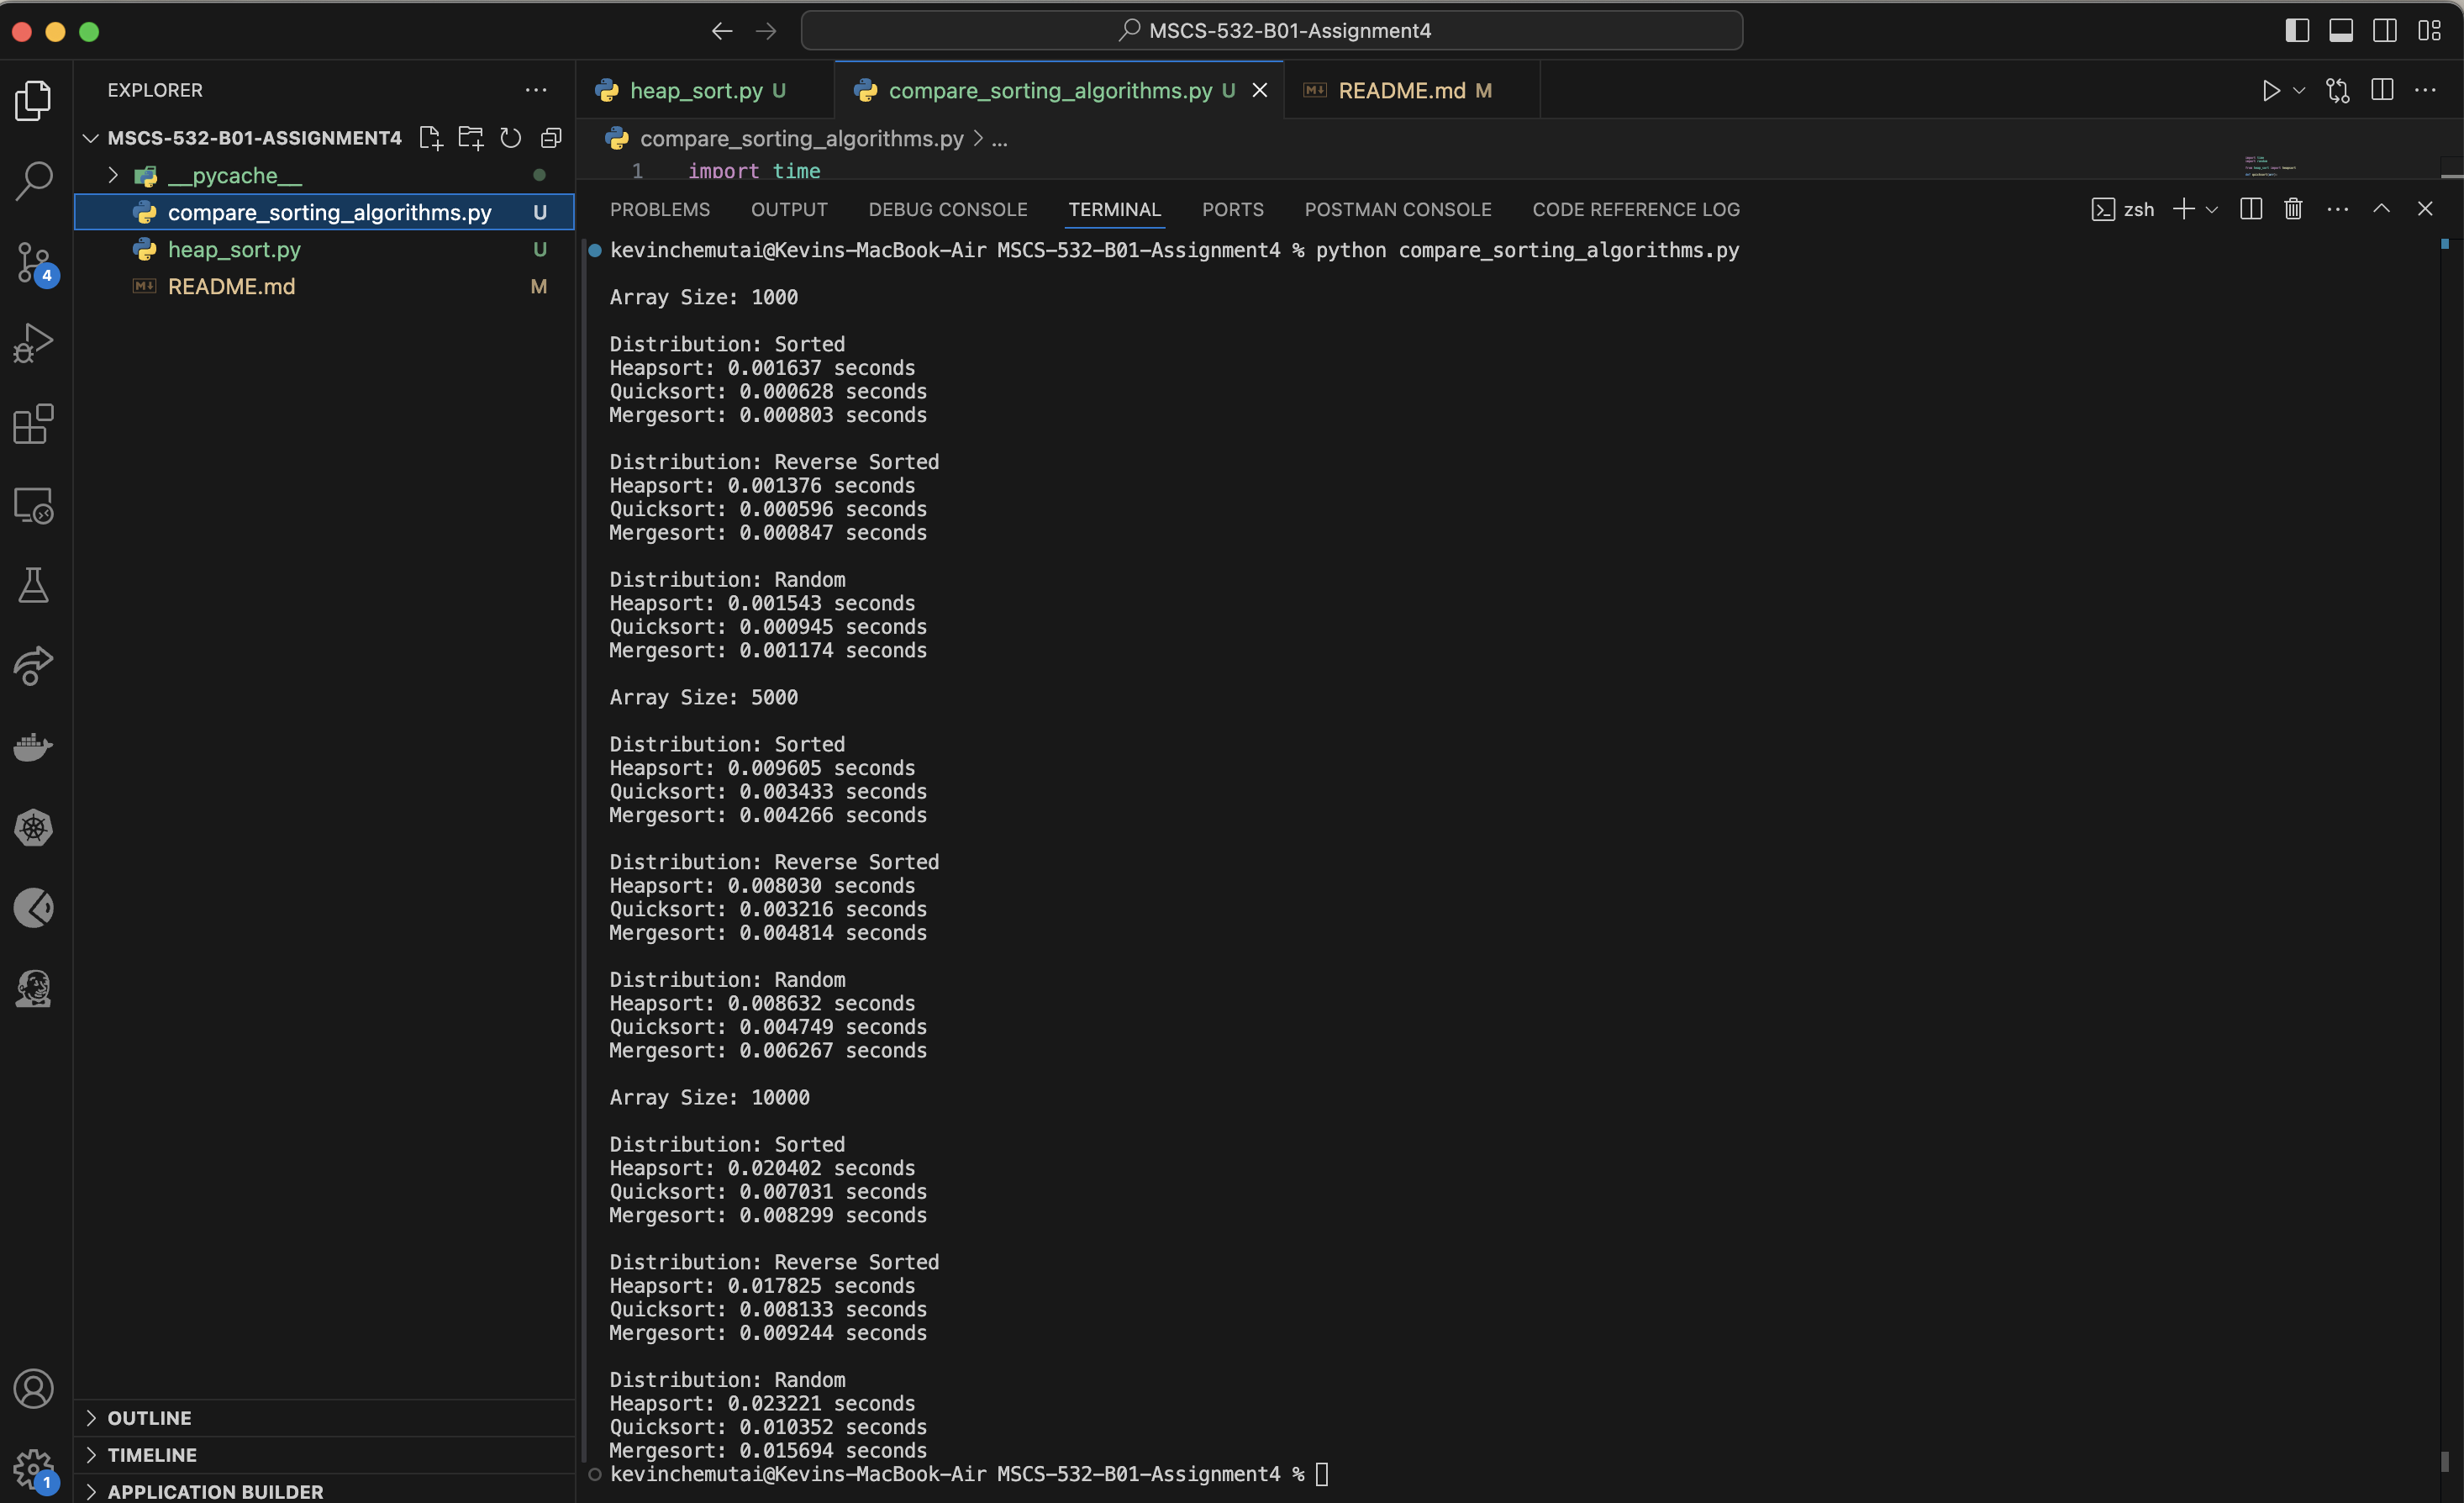 MSCS-532-B01-Assignment4
EXPLORER
MSCS-532-B01-ASSIGNMENT4
__pycache__
compare_sorting_algorithms.py U
heap_sort.py U
README.md M
4
1
OUTLINE
TIMELINE
APPLICATION BUILDER
heap_sort.py U
compare_sorting_algorithms.py U
README.md M
compare_sorting_algorithms.py > ...
1 import time
PROBLEMS OUTPUT DEBUG CONSOLE TERMINAL PORTS POSTMAN CONSOLE CODE REFERENCE LOG
zsh
kevinchemutai@Kevins-MacBook-Air MSCS-532-B01-Assignment4 % python compare_sorting_algorithms.py
Array Size: 1000
Distribution: Sorted
Heapsort: 0.001637 seconds
Quicksort: 0.000628 seconds
Mergesort: 0.000803 seconds
Distribution: Reverse Sorted
Heapsort: 0.001376 seconds
Quicksort: 0.000596 seconds
Mergesort: 0.000847 seconds
Distribution: Random
Heapsort: 0.001543 seconds
Quicksort: 0.000945 seconds
Mergesort: 0.001174 seconds
Array Size: 5000
Distribution: Sorted
Heapsort: 0.009605 seconds
Quicksort: 0.003433 seconds
Mergesort: 0.004266 seconds
Distribution: Reverse Sorted
Heapsort: 0.008030 seconds
Quicksort: 0.003216 seconds
Mergesort: 0.004814 seconds
Distribution: Random
Heapsort: 0.008632 seconds
Quicksort: 0.004749 seconds
Mergesort: 0.006267 seconds
Array Size: 10000
Distribution: Sorted
Heapsort: 0.020402 seconds
Quicksort: 0.007031 seconds
Mergesort: 0.008299 seconds
Distribution: Reverse Sorted
Heapsort: 0.017825 seconds
Quicksort: 0.008133 seconds
Mergesort: 0.009244 seconds
Distribution: Random
Heapsort: 0.023221 seconds
Quicksort: 0.010352 seconds
Mergesort: 0.015694 seconds
kevinchemutai@Kevins-MacBook-Air MSCS-532-B01-Assignment4 %